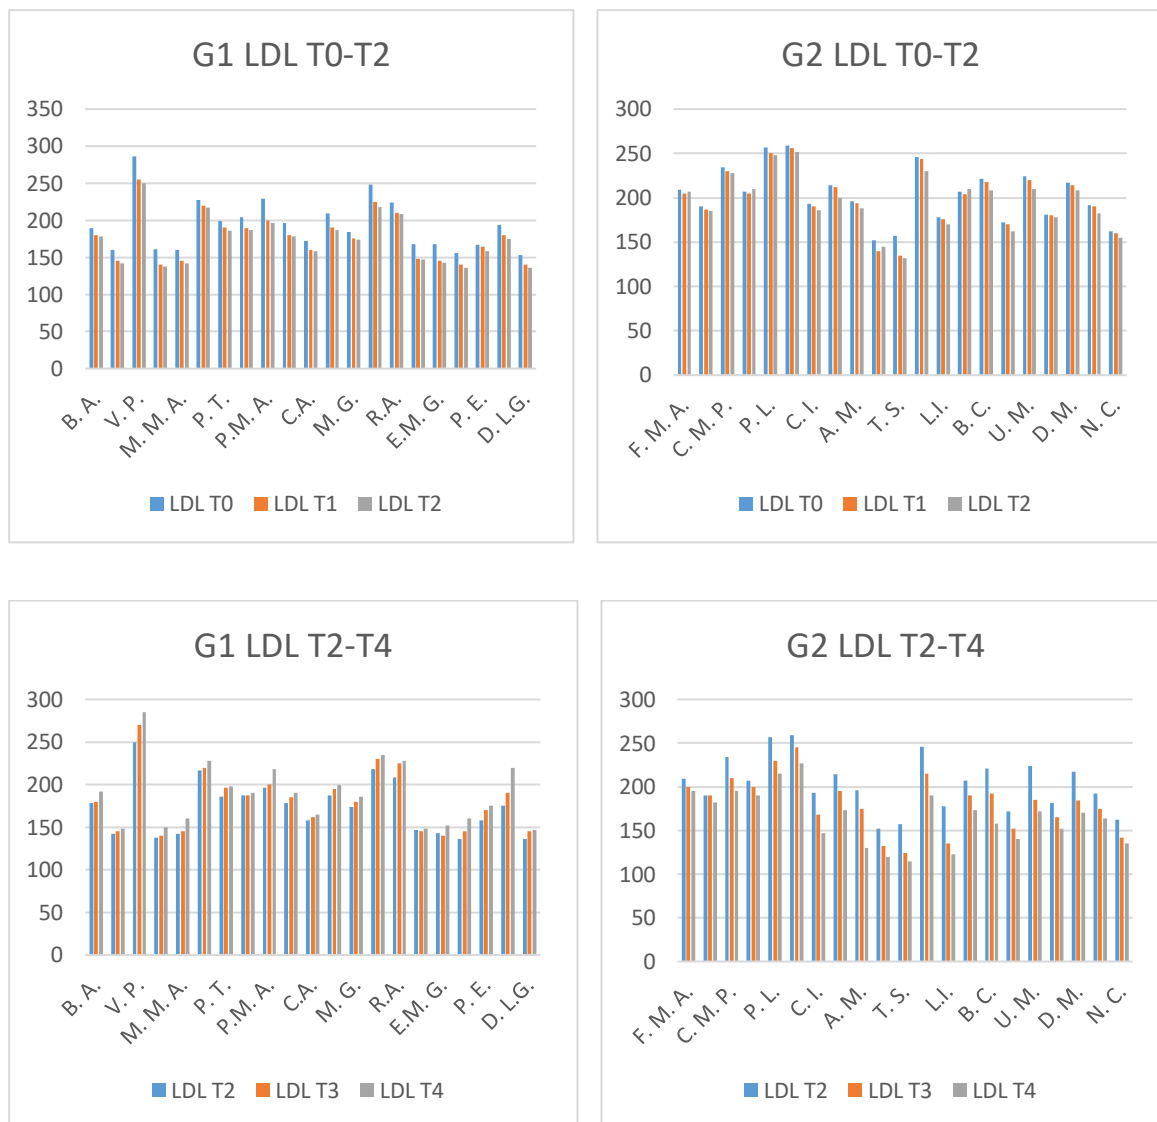 G1 LDL T0-T2
350
300
250
200
150
100
50
0
B. A.
V. P.
M. M. A.
P. T.
P.M. A.
C.A.
M. G.
R.A.
E.M. G.
P. E.
D. L.G.
LDL T0 LDL T1 LDL T2
G2 LDL T0-T2
300
250
200
150
100
50
0
F. M. A.
C. M. P.
P. L.
C. I.
A. M.
T. S.
L.I.
B. C.
U. M.
D. M.
N. C.
LDL T0 LDL T1 LDL T2
G1 LDL T2-T4
300
250
200
150
100
50
0
B. A.
V. P.
M. M. A.
P. T.
P.M. A.
C.A.
M. G.
R.A.
E.M. G.
P. E.
D. L.G.
LDL T2 LDL T3 LDL T4
G2 LDL T2-T4
300
250
200
150
100
50
0
F. M. A.
C. M. P.
P. L.
C. I.
A. M.
T. S.
L.I.
B. C.
U. M.
D. M.
N. C.
LDL T2 LDL T3 LDL T4